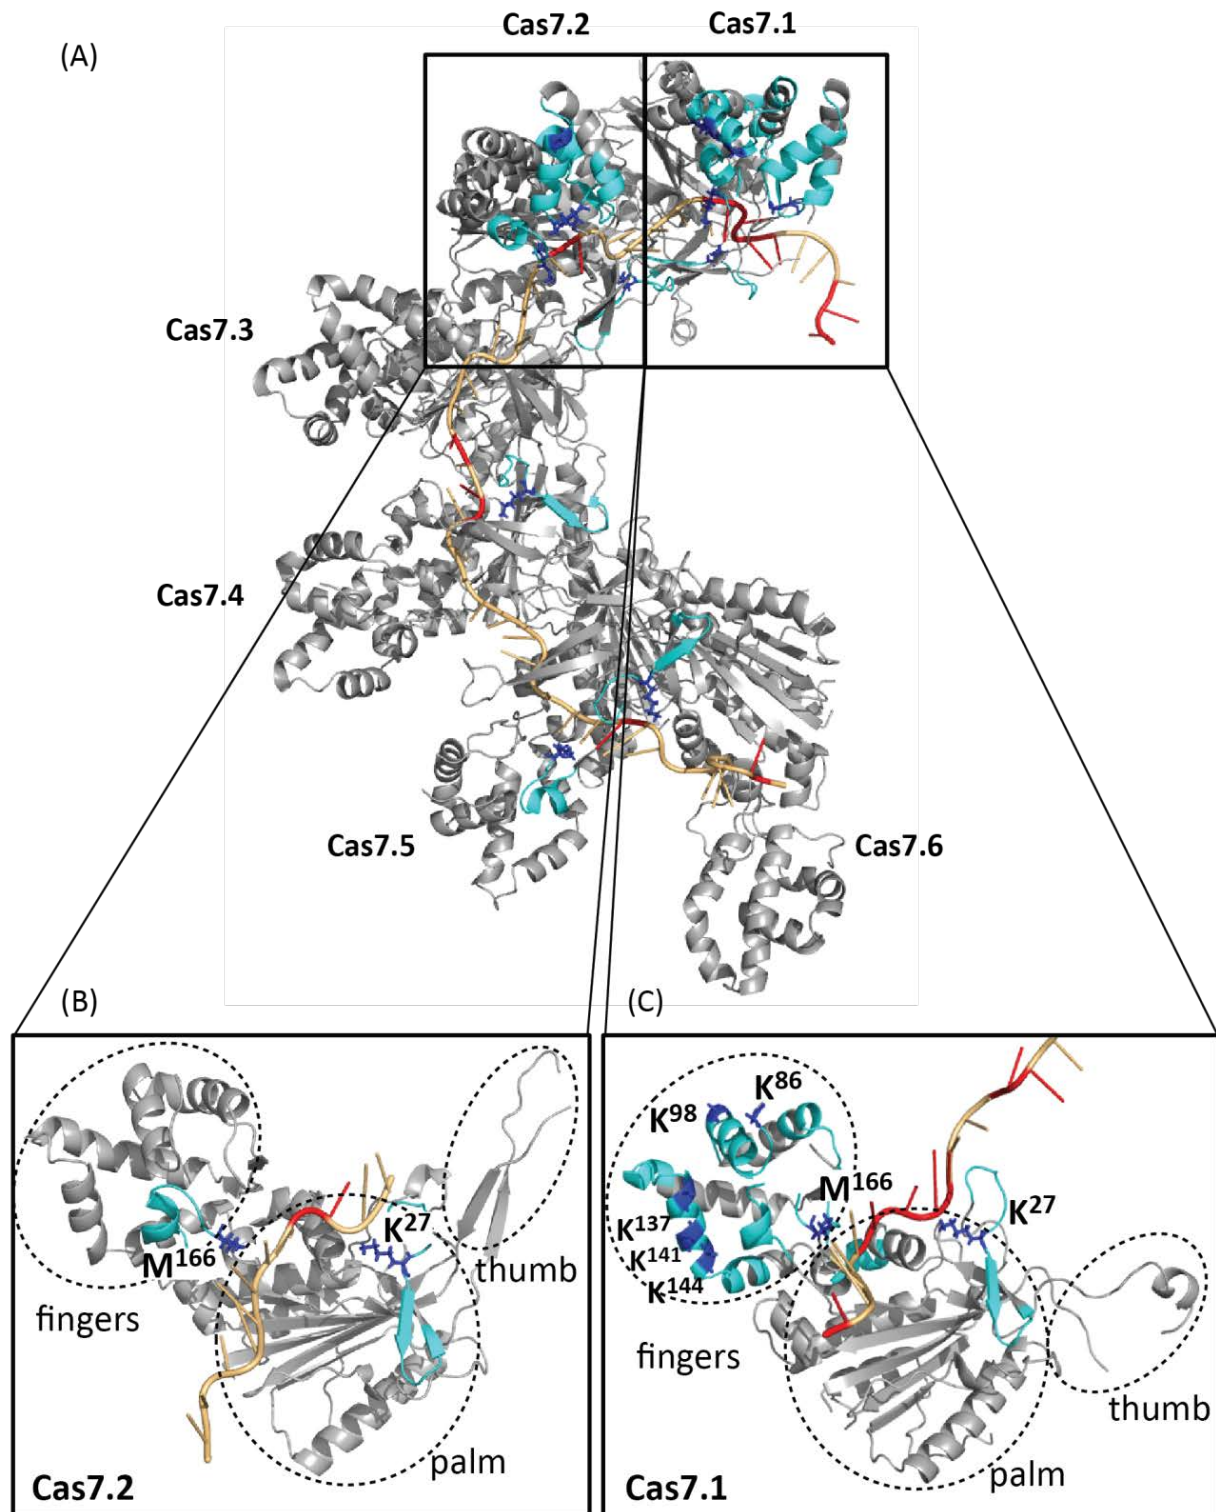 Cas7.2 Cas7.1
(A)
Cas7.3
Cas7.4
Cas7.5
Cas7.6
(B)
M¹⁶⁶
K²⁷
thumb
fingers
palm
Cas7.2
(C)
K⁸⁶
K⁹⁸
M¹⁶⁶
K²⁷
K¹³⁷
K¹⁴¹
K¹⁴⁴
fingers
thumb
palm
Cas7.1